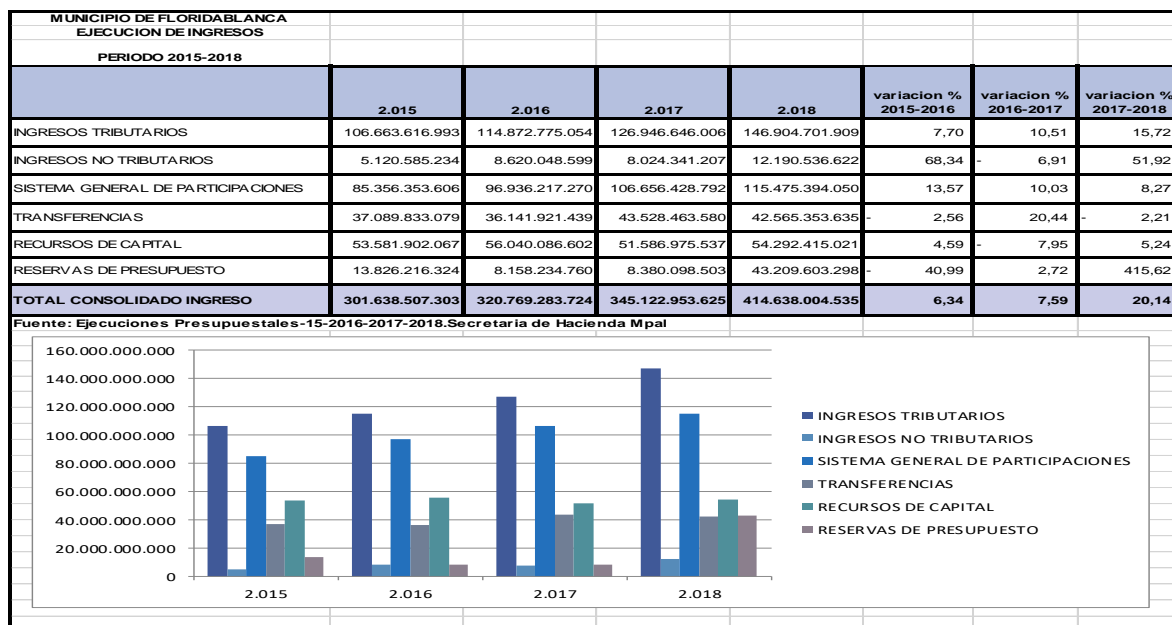 MUNICIPIO DE FLORIDABLANCA
EJECUCION DE INGRESOS
PERIODO 2015-2018
variacion % variacion % variacion %
2.015 2.016 2.017 2.018 2015-2016 2016-2017 2017-2018
INGRESOS TRIBUTARIOS 106.663.616.993 114.872.775.054 126.946.646.006 146.904.701.909 7,70 10,51 15,72
INGRESOS NO TRIBUTARIOS 5.120.585.234 8.620.048.599 8.024.341.207 12.190.536.622 68,34 - 6,91 51,92
SISTEMA GENERAL DE PARTICIPACIONES 85.356.353.606 96.936.217.270 106.656.428.792 115.475.394.050 13,57 10,03 8,27
TRANSFERENCIAS 37.089.833.079 36.141.921.439 43.528.463.580 42.565.353.635 - 2,56 20,44 - 2,21
RECURSOS DE CAPITAL 53.581.902.067 56.040.086.602 51.586.975.537 54.292.415.021 4,59 - 7,95 5,24
RESERVAS DE PRESUPUESTO 13.826.216.324 8.158.234.760 8.380.098.503 43.209.603.298 - 40,99 2,72 415,62
TOTAL CONSOLIDADO INGRESO 301.638.507.303 320.769.283.724 345.122.953.625 414.638.004.535 6,34 7,59 20,14
Fuente: Ejecuciones Presupuestales-15-2016-2017-2018.Secretaria de Hacienda Mpal
160.000.000.000
140.000.000.000
120.000.000.000
100.000.000.000
80.000.000.000
60.000.000.000
40.000.000.000
20.000.000.000
0
2.015 2.016 2.017 2.018
INGRESOS TRIBUTARIOS
INGRESOS NO TRIBUTARIOS
SISTEMA GENERAL DE PARTICIPACIONES
TRANSFERENCIAS
RECURSOS DE CAPITAL
RESERVAS DE PRESUPUESTO